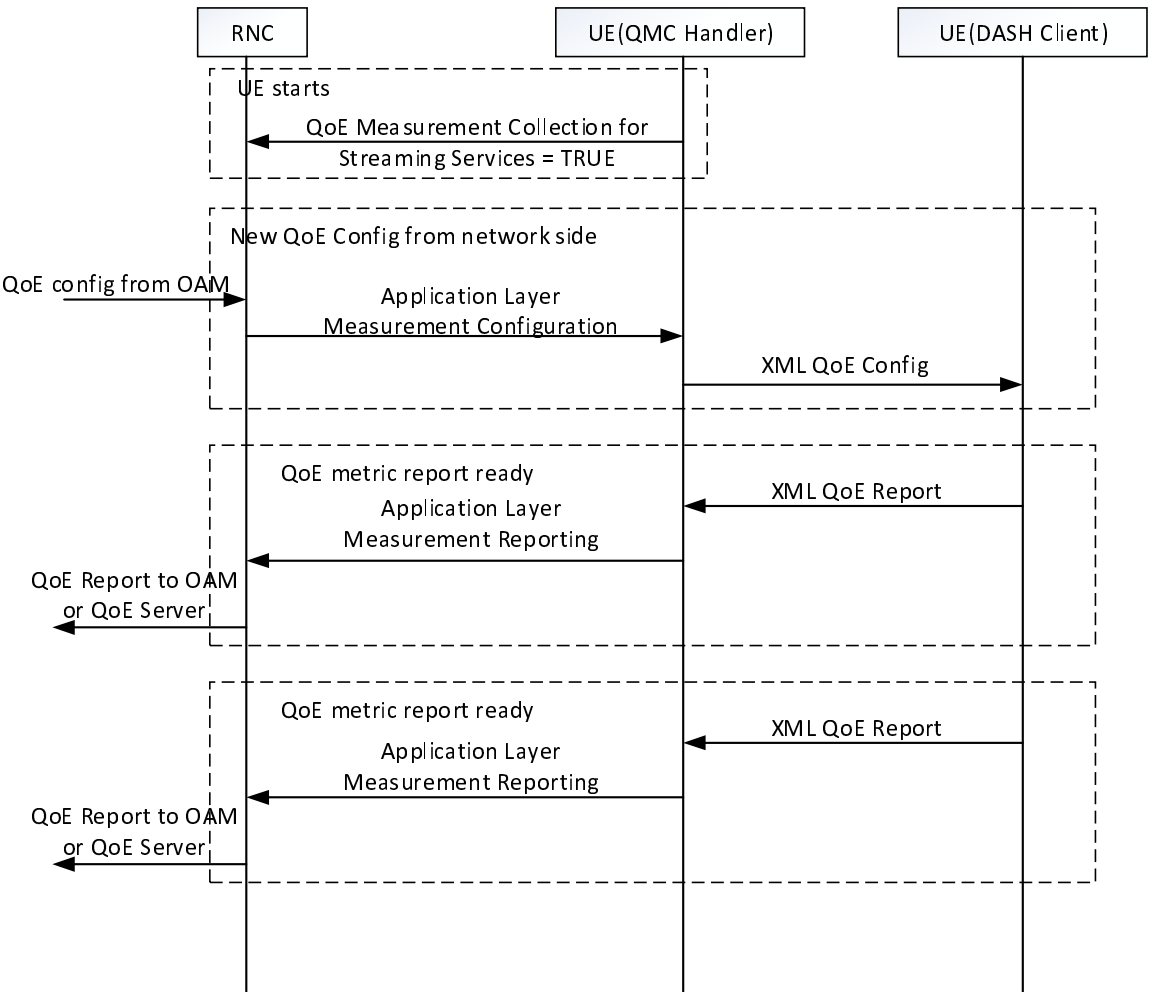 RNC
UE(QMC Handler)
UE(DASH Client)
UE starts
QoE Measurement Collection for
Streaming Services = TRUE
New QoE Config from network side
QoE config from OAM
Application Layer
Measurement Configuration
XML QoE Config
QoE metric report ready
XML QoE Report
Application Layer
Measurement Reporting
QoE Report to OAM
or QoE Server
QoE metric report ready
XML QoE Report
Application Layer
Measurement Reporting
QoE Report to OAM
or QoE Server